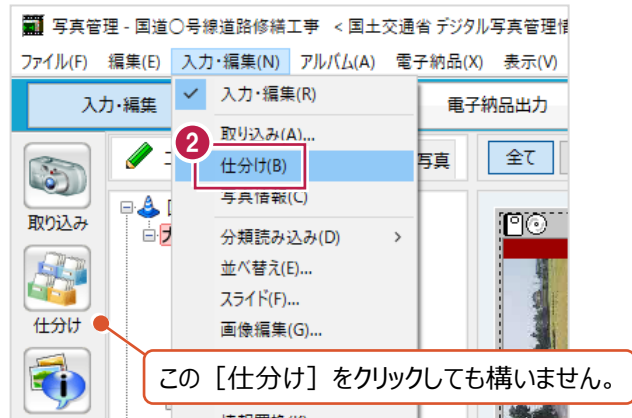 写真管理 - 国道〇号線道路修繕工事 <国土交通省 デジタル写真管理情
ファイル(F) 編集(E) 入力・編集(N) アルバム(A) 電子納品(X) 表示(V)
入力・編集
入力・編集(R)
電子納品出力
取り込み(A)...
2
仕分け(B)
写真
全て
写真情報(C)
取り込み
分類読み込み(D) >
並べ替え(E)...
スライド(F)...
画像編集(G)...
仕分け
この［仕分け］をクリックしても構いません。